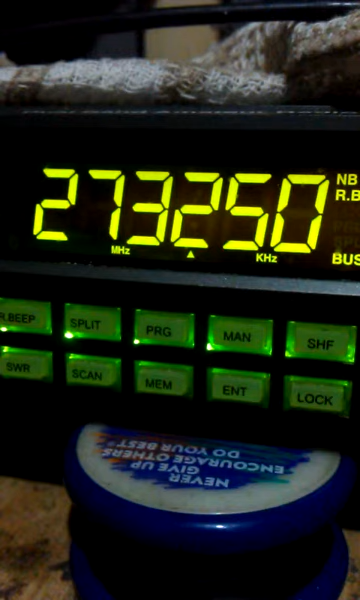 273250
NB
R.B
MHz
▲
KHz
BUS
R.BEEP SPLIT PRG MAN SHF
SWR SCAN MEM ENT LOCK
NEVER
GIVE UP
ENCOURAGE OTHERS
DO YOUR BEST